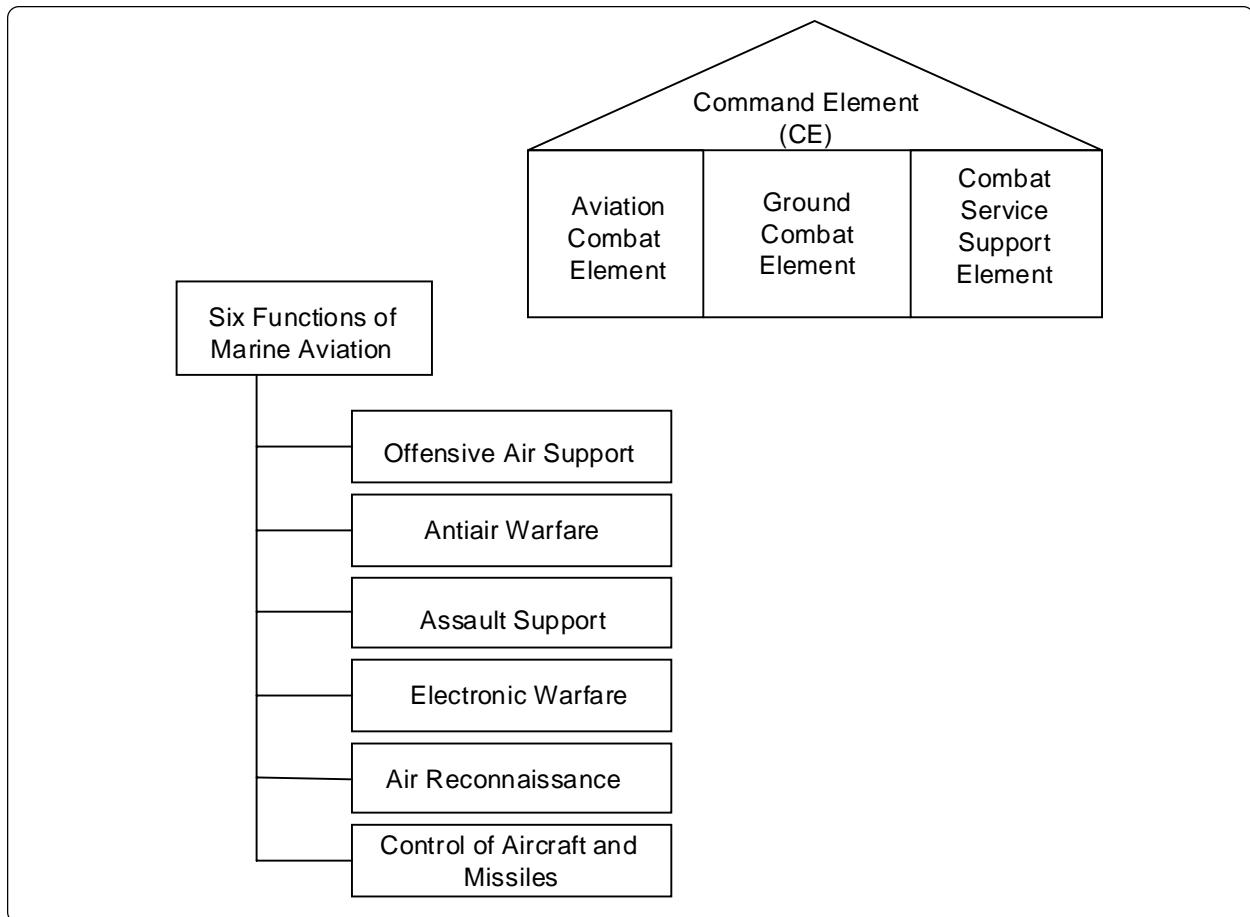 Command Element
(CE)
Aviation
Combat
Element
Ground
Combat
Element
Combat
Service
Support
Element
Six Functions of
Marine Aviation
Offensive Air Support
Antiair Warfare
Assault Support
Electronic Warfare
Air Reconnaissance
Control of Aircraft and
Missiles